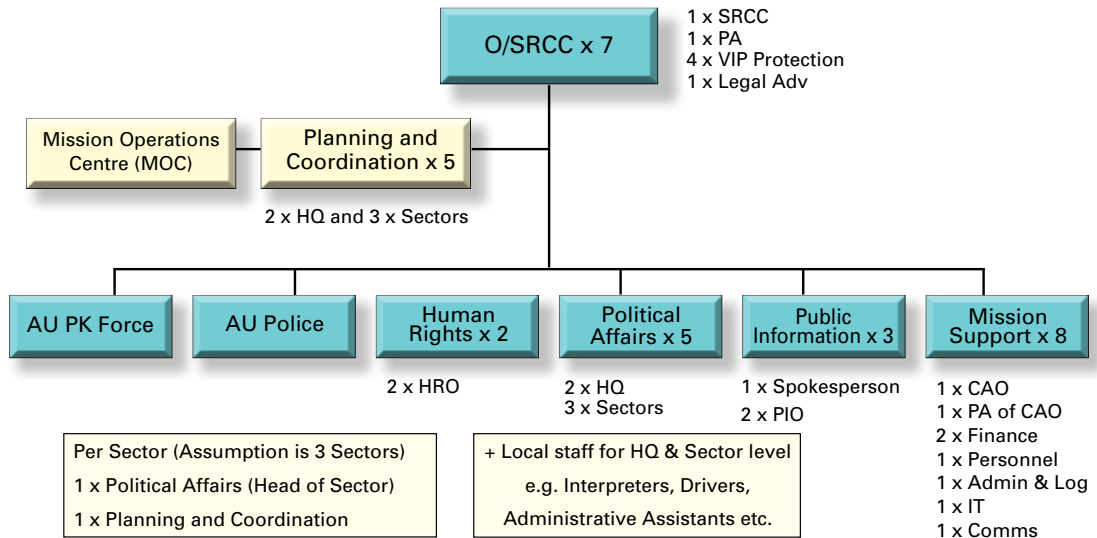 O/SRCC x 7
1 x SRCC
1 x PA
4 x VIP Protection
1 x Legal Adv
Mission Operations
Centre (MOC)
Planning and
Coordination x 5
2 x HQ and 3 x Sectors
AU PK Force
AU Police
Human
Rights x 2
2 x HRO
Political
Affairs x 5
2 x HQ
3 x Sectors
Public
Information x 3
1 x Spokesperson
2 x PIO
Mission
Support x 8
1 x CAO
1 x PA of CAO
2 x Finance
1 x Personnel
1 x Admin & Log
1 x IT
1 x Comms
Per Sector (Assumption is 3 Sectors)
1 x Political Affairs (Head of Sector)
1 x Planning and Coordination
+ Local staff for HQ & Sector level
e.g. Interpreters, Drivers,
Administrative Assistants etc.